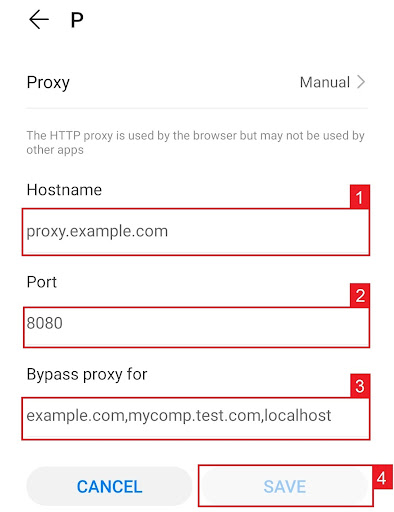 P
Proxy Manual
The HTTP proxy is used by the browser but may not be used by
other apps
Hostname
1
proxy.example.com
Port
2
8080
Bypass proxy for
3
example.com,mycomp.test.com,localhost
CANCEL SAVE 4